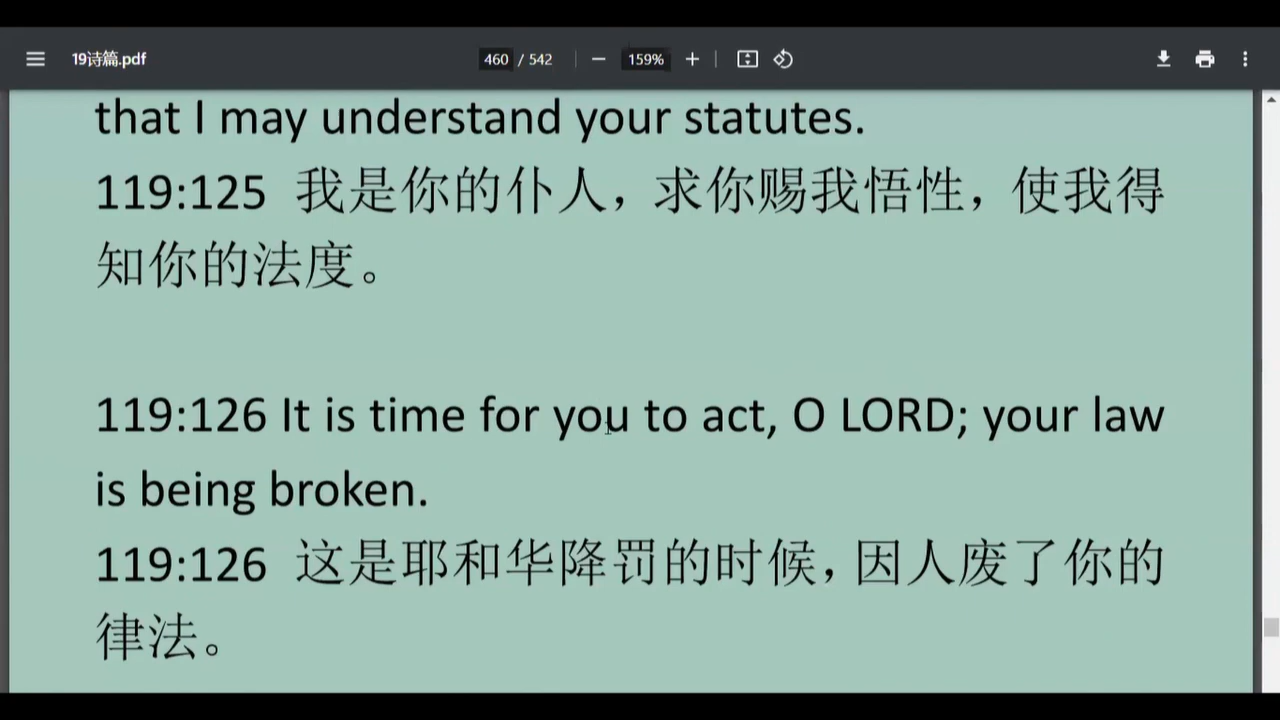 19诗篇.pdf
460 / 542
159%
that I may understand your statutes.
119:125 我是你的仆人，求你赐我悟性，使我得
知你的法度。
119:126 It is time for you to act, O LORD; your law
is being broken.
119:126 这是耶和华降罚的时候，因人废了你的
律法。